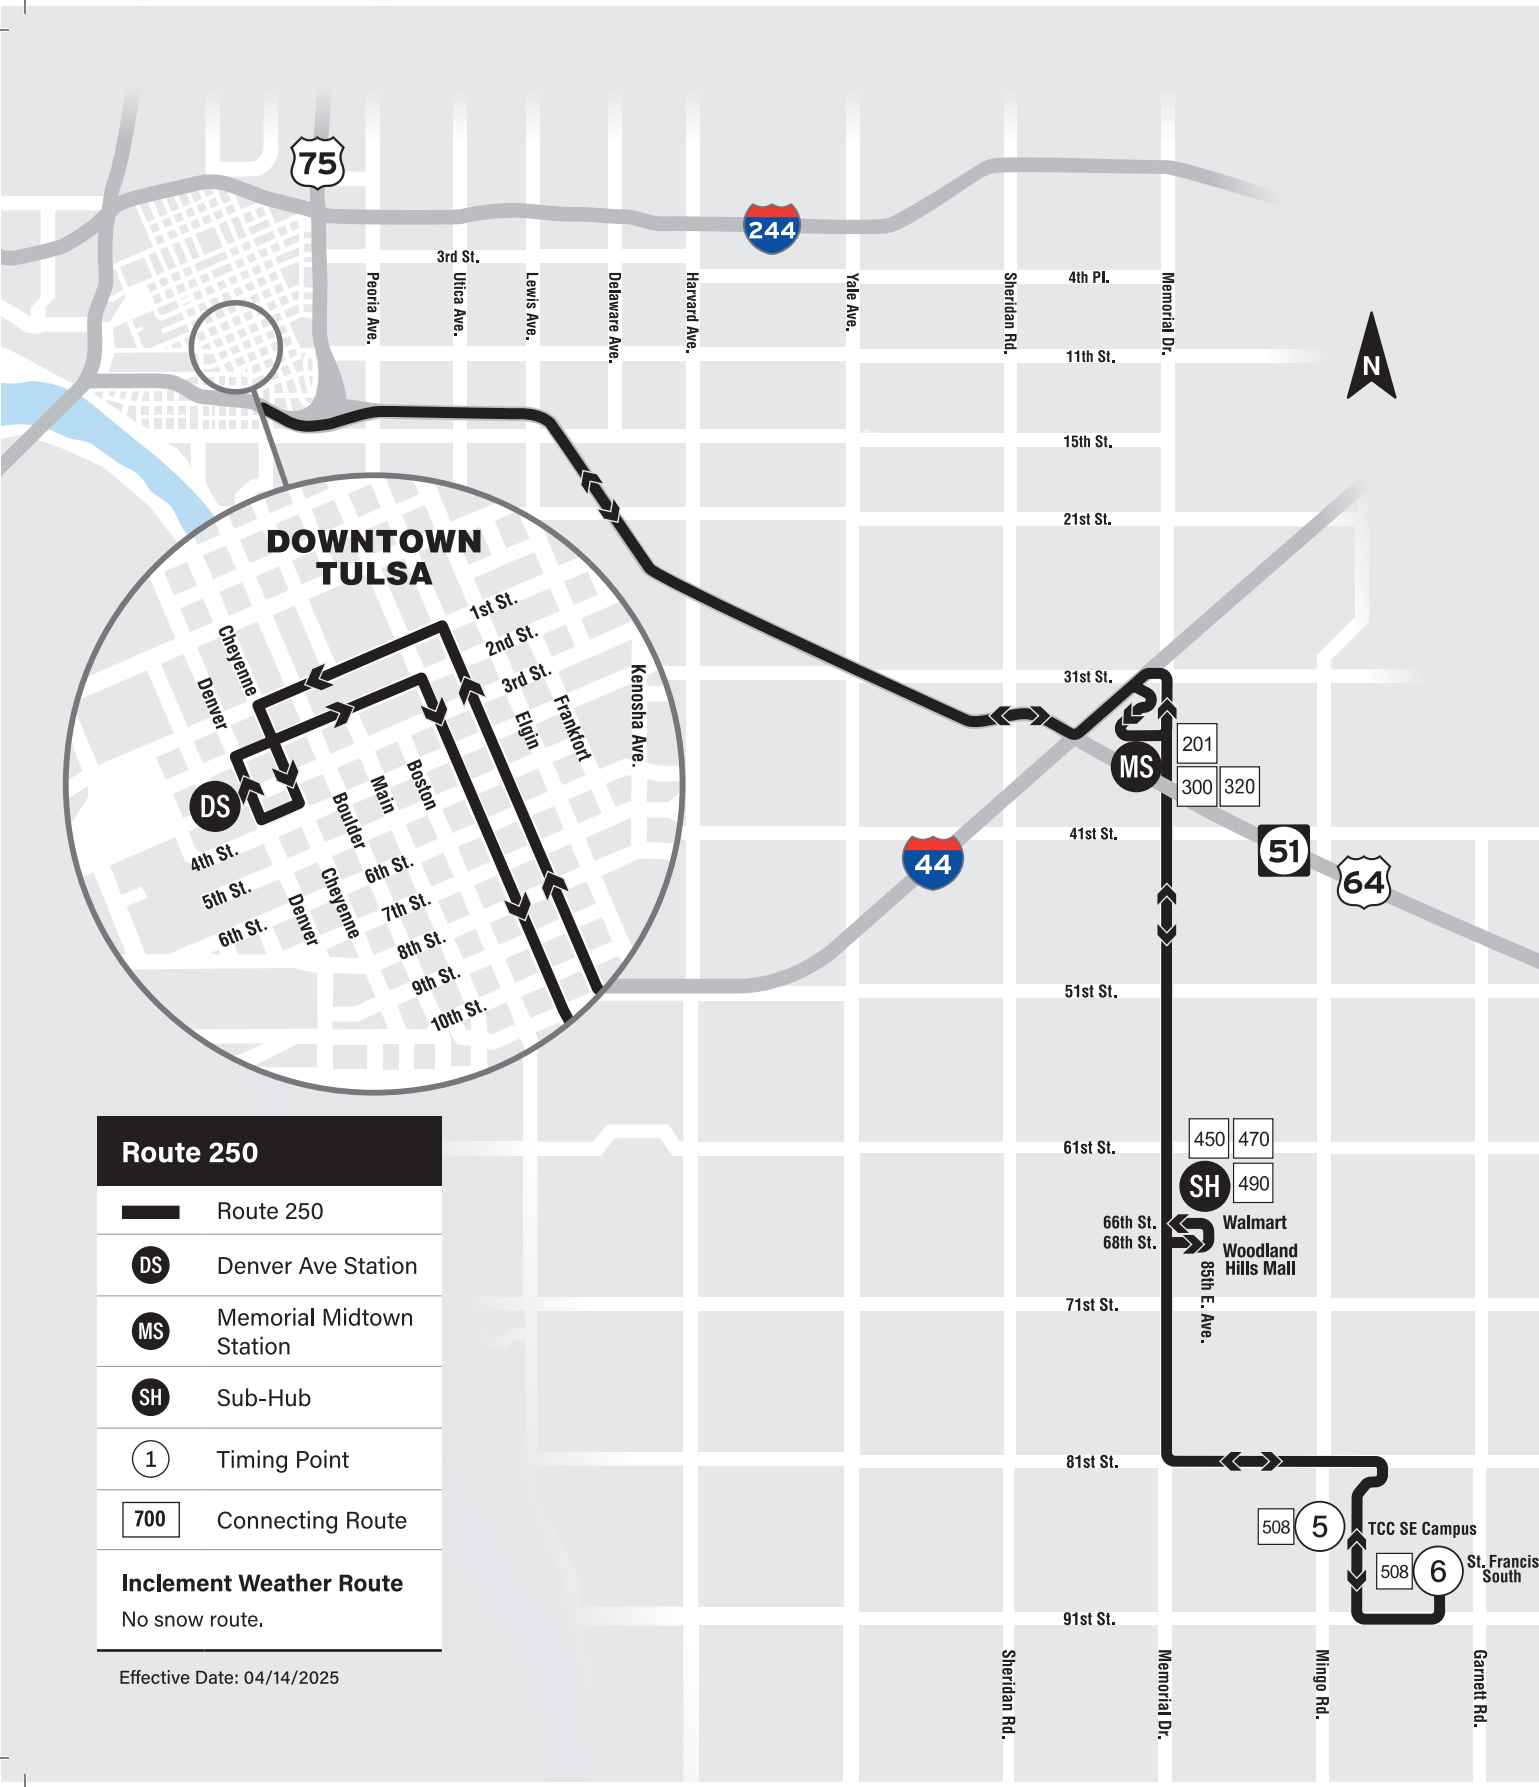 75
244
3rd St.
4th Pl.
Peoria Ave.
Utica Ave.
Lewis Ave.
Delaware Ave.
Harvard Ave.
Yale Ave.
Sheridan Rd.
Memorial Dr.
11th St.
N
15th St.
21st St.
DOWNTOWN
TULSA
1st St.
2nd St.
3rd St.
Cheyenne
Denver
Elgin
Frankfort
Kenosha Ave.
Boston
Main
Boulder
DS
4th St.
5th St.
6th St.
Denver
Cheyenne
6th St.
7th St.
8th St.
9th St.
10th St.
31st St.
201
MS
300
320
41st St.
51
44
64
51st St.
61st St.
450
470
SH
490
66th St.
Walmart
68th St.
Woodland
Hills Mall
85th E. Ave.
71st St.
81st St.
508
5
TCC SE Campus
508
6
St. Francis
South
91st St.
Sheridan Rd.
Memorial Dr.
Mingo Rd.
Garnett Rd.
Route 250
Route 250
DS
Denver Ave Station
MS
Memorial Midtown
Station
SH
Sub-Hub
1
Timing Point
700
Connecting Route
Inclement Weather Route
No snow route.
Effective Date: 04/14/2025